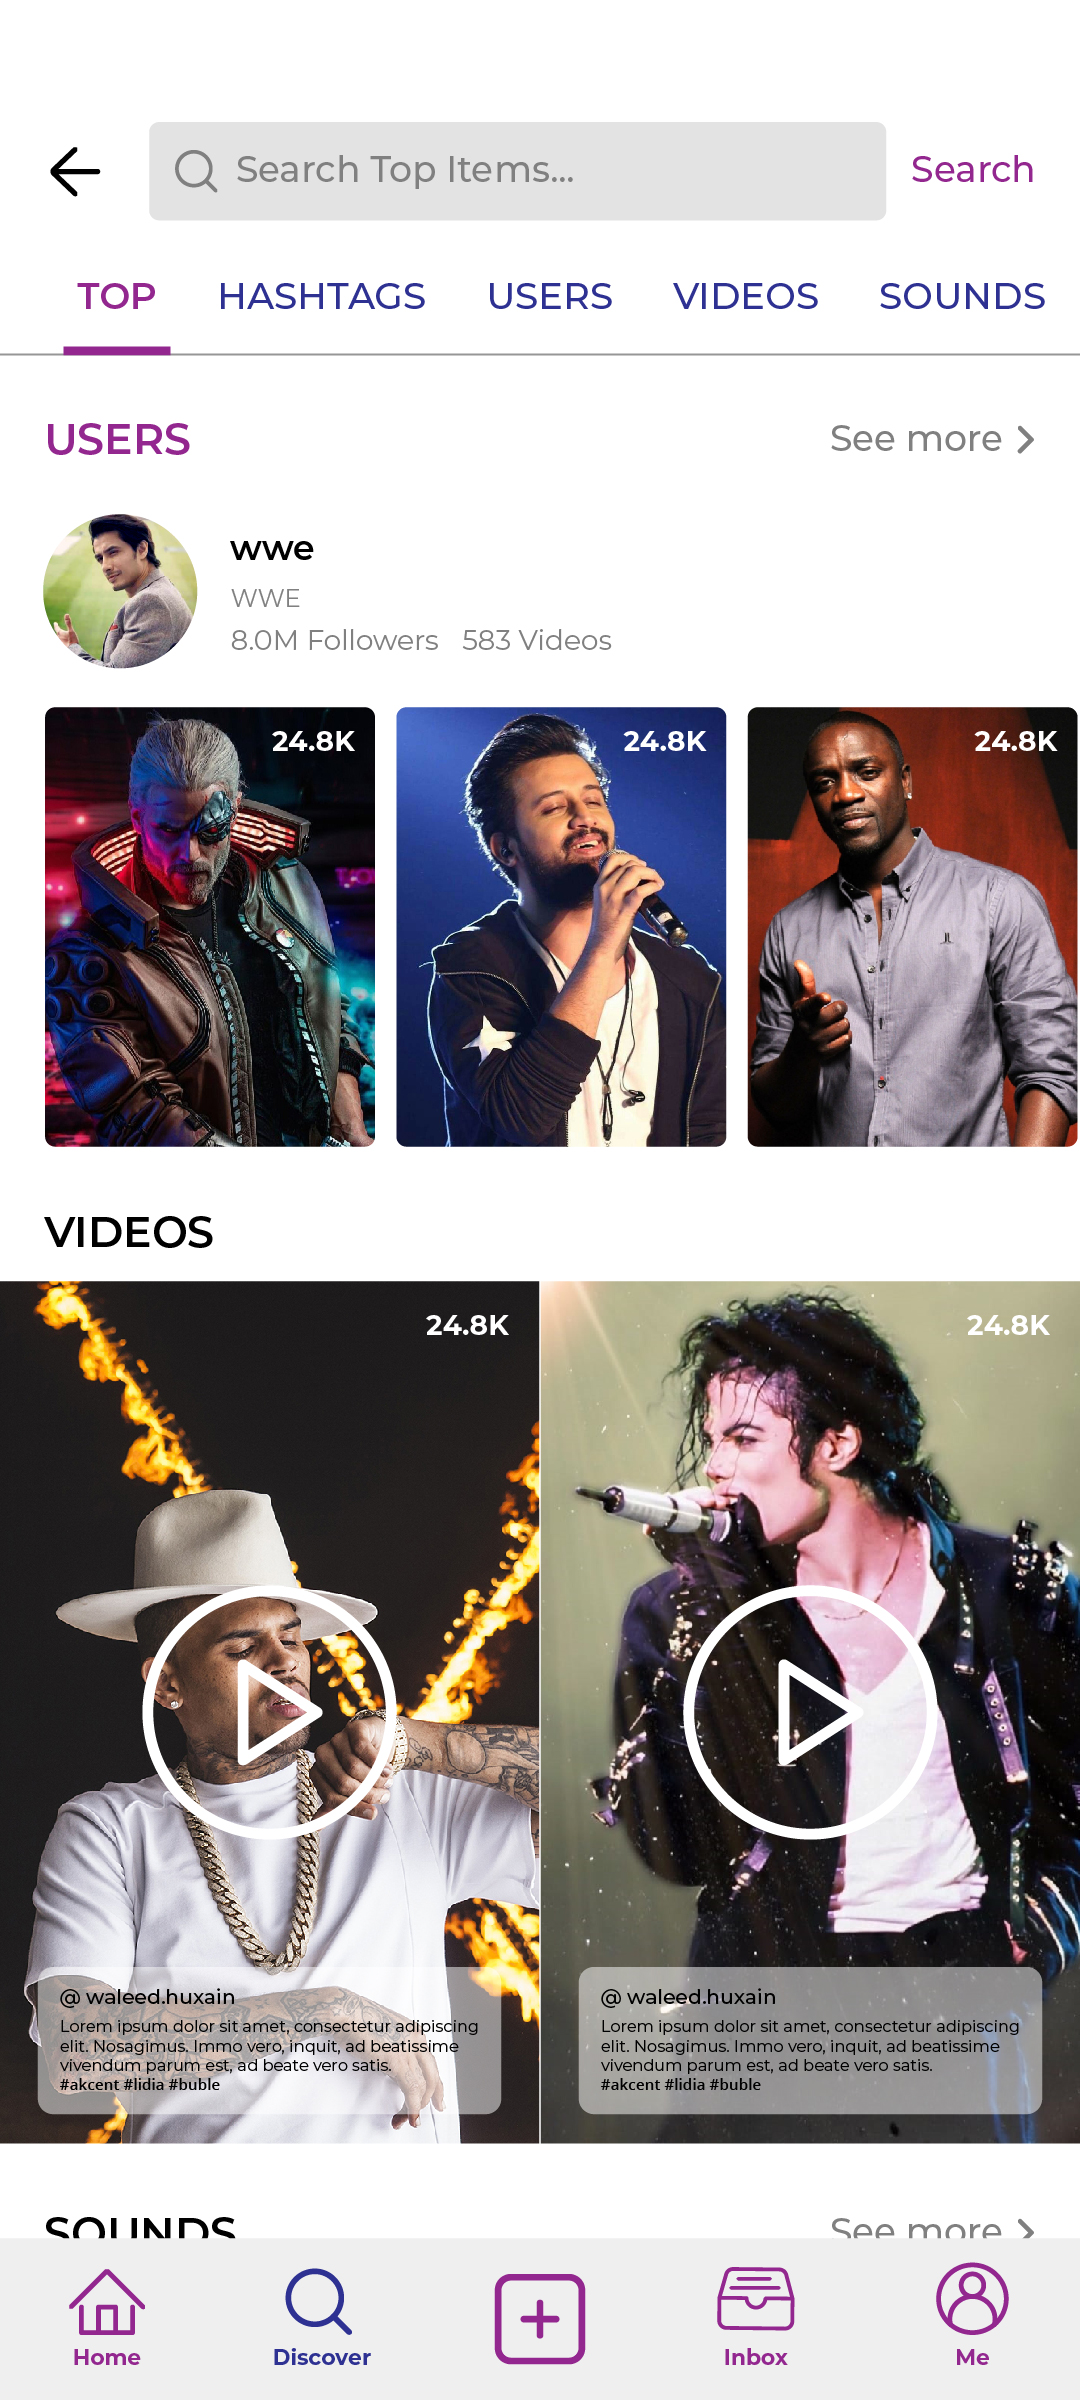 Search Top Items...
Search
TOP HASHTAGS USERS VIDEOS SOUNDS
USERS See more
wwe
WWE
8.0M Followers 583 Videos
24.8K 24.8K 24.8K
VIDEOS
24.8K 24.8K
@ waleed.huxain
Lorem ipsum dolor sit amet, consectetur adipiscing
elit. Nosagimus. Immo vero, inquit, ad beatissime
vivendum parum est, ad beate vero satis.
#akcent #lidia #buble
@ waleed.huxain
Lorem ipsum dolor sit amet, consectetur adipiscing
elit. Nosagimus. Immo vero, inquit, ad beatissime
vivendum parum est, ad beate vero satis.
#akcent #lidia #buble
SOUNDS See more
Home Discover Inbox Me